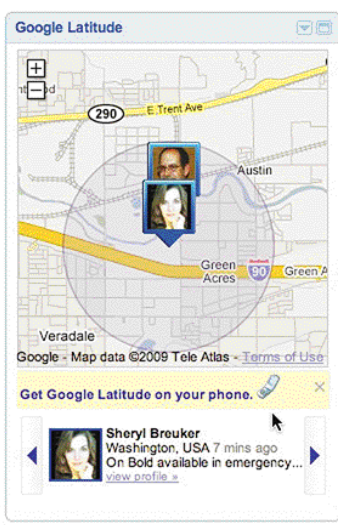 Google Latitude
290
E.Trent Ave
Austin
Green
Acres
90
Green A
Veradale
Google - Map data ©2009 Tele Atlas - Terms of Use
Get Google Latitude on your phone.
Sheryl Breuker
Washington, USA 7 mins ago
On Bold available in emergency...
view profile »